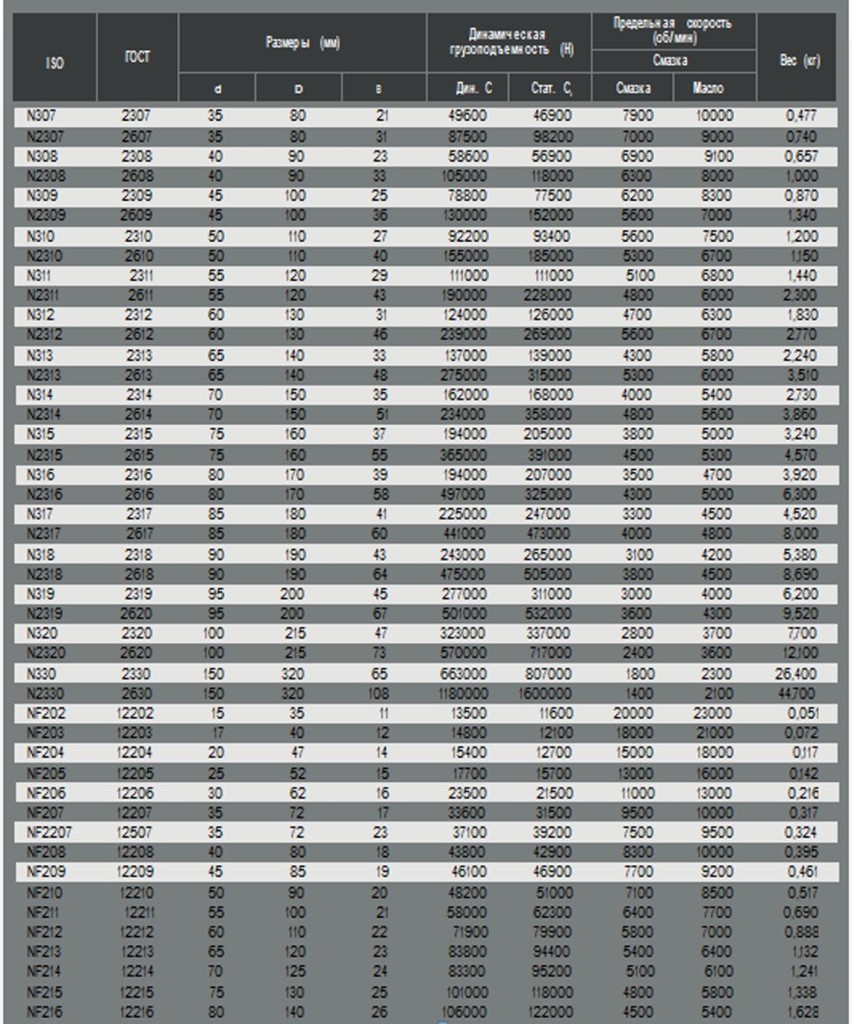 ISO ГОСТ Размеры (мм) Динамическая грузоподъемность (Н) Предельная скорость (об/мин) Вес (кг)
Смазка
d D B Дин. C Стат. C, Смазка Масло
N307 2307 35 80 21 49600 46900 7900 10000 0,477
N2307 2607 35 80 31 87500 98200 7000 9000 0,740
N308 2308 40 90 23 58600 56900 6900 9100 0,657
N2308 2608 40 90 33 105000 118000 6300 8000 1,000
N309 2309 45 100 25 78800 77500 6200 8300 0,870
N2309 2609 45 100 36 130000 152000 5600 7000 1,340
N310 2310 50 110 27 92200 93400 5600 7500 1,200
N2310 2610 50 110 40 155000 185000 5300 6700 1,150
N311 2311 55 120 29 111000 111000 5100 6800 1,440
N2311 2611 55 120 43 190000 228000 4800 6000 2,300
N312 2312 60 130 31 124000 126000 4700 6300 1,830
N2312 2612 60 130 46 239000 269000 5600 6700 2,770
N313 2313 65 140 33 137000 139000 4300 5800 2,240
N2313 2613 65 140 48 275000 315000 5300 6000 3,510
N314 2314 70 150 35 162000 168000 4000 5400 2,730
N2314 2614 70 150 51 234000 358000 4800 5600 3,860
N315 2315 75 160 37 194000 205000 3800 5000 3,240
N2315 2615 75 160 55 365000 391000 4500 5300 4,570
N316 2316 80 170 39 194000 207000 3500 4700 3,920
N2316 2616 80 170 58 497000 325000 4300 5000 6,300
N317 2317 85 180 41 225000 247000 3300 4500 4,520
N2317 2617 85 180 60 441000 473000 4000 4800 8,000
N318 2318 90 190 43 243000 265000 3100 4200 5,380
N2318 2618 90 190 64 475000 505000 3800 4500 8,690
N319 2319 95 200 45 277000 311000 3000 4000 6,200
N2319 2620 95 200 67 501000 532000 3600 4300 9,520
N320 2320 100 215 47 323000 337000 2800 3700 7,700
N2320 2620 100 215 73 570000 717000 2400 3600 12,100
N330 2330 150 320 65 663000 807000 1800 2300 26,400
N2330 2630 150 320 108 1180000 1600000 1400 2100 44,700
NF202 12202 15 35 11 13500 11600 20000 23000 0,051
NF203 12203 17 40 12 14800 12100 18000 21000 0,072
NF204 12204 20 47 14 15400 12700 15000 18000 0,117
NF205 12205 25 52 15 17700 15700 13000 16000 0,142
NF206 12206 30 62 16 23500 21500 11000 13000 0,216
NF207 12207 35 72 17 33600 31500 9500 10000 0,317
NF2207 12507 35 72 23 37100 39200 7500 9500 0,324
NF208 12208 40 80 18 43800 42900 8300 10000 0,395
NF209 12209 45 85 19 46100 46900 7700 9200 0,461
NF210 12210 50 90 20 48200 51000 7100 8500 0,517
NF211 12211 55 100 21 58000 62300 6400 7700 0,690
NF212 12212 60 110 22 71900 79900 5800 7000 0,888
NF213 12213 65 120 23 83800 94400 5400 6400 1,132
NF214 12214 70 125 24 83300 95200 5100 6100 1,241
NF215 12215 75 130 25 101000 118000 4800 5800 1,338
NF216 12216 80 140 26 106000 122000 4500 5400 1,628